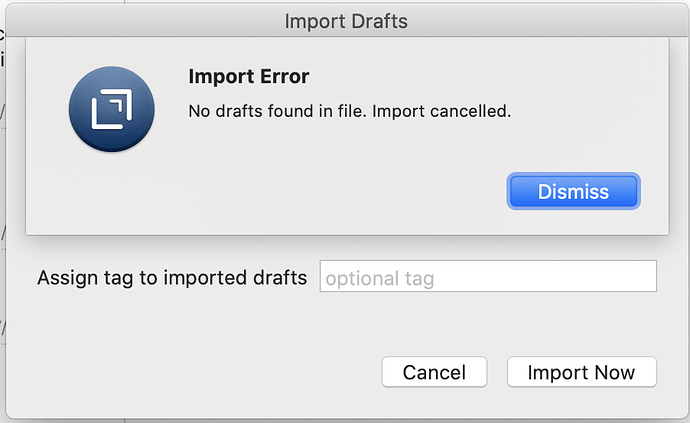 Import Drafts
Import Error
No drafts found in file. Import cancelled.
Dismiss
Assign tag to imported drafts optional tag
Cancel Import Now